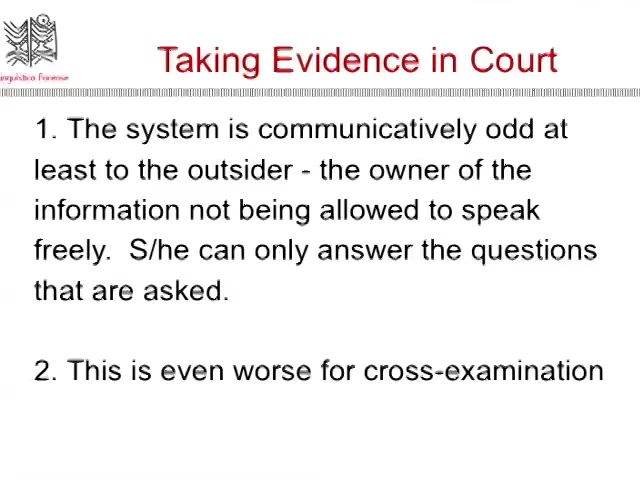 Taking Evidence in Court
1. The system is communicatively odd at
least to the outsider - the owner of the
information not being allowed to speak
freely. S/he can only answer the questions
that are asked.
2. This is even worse for cross-examination